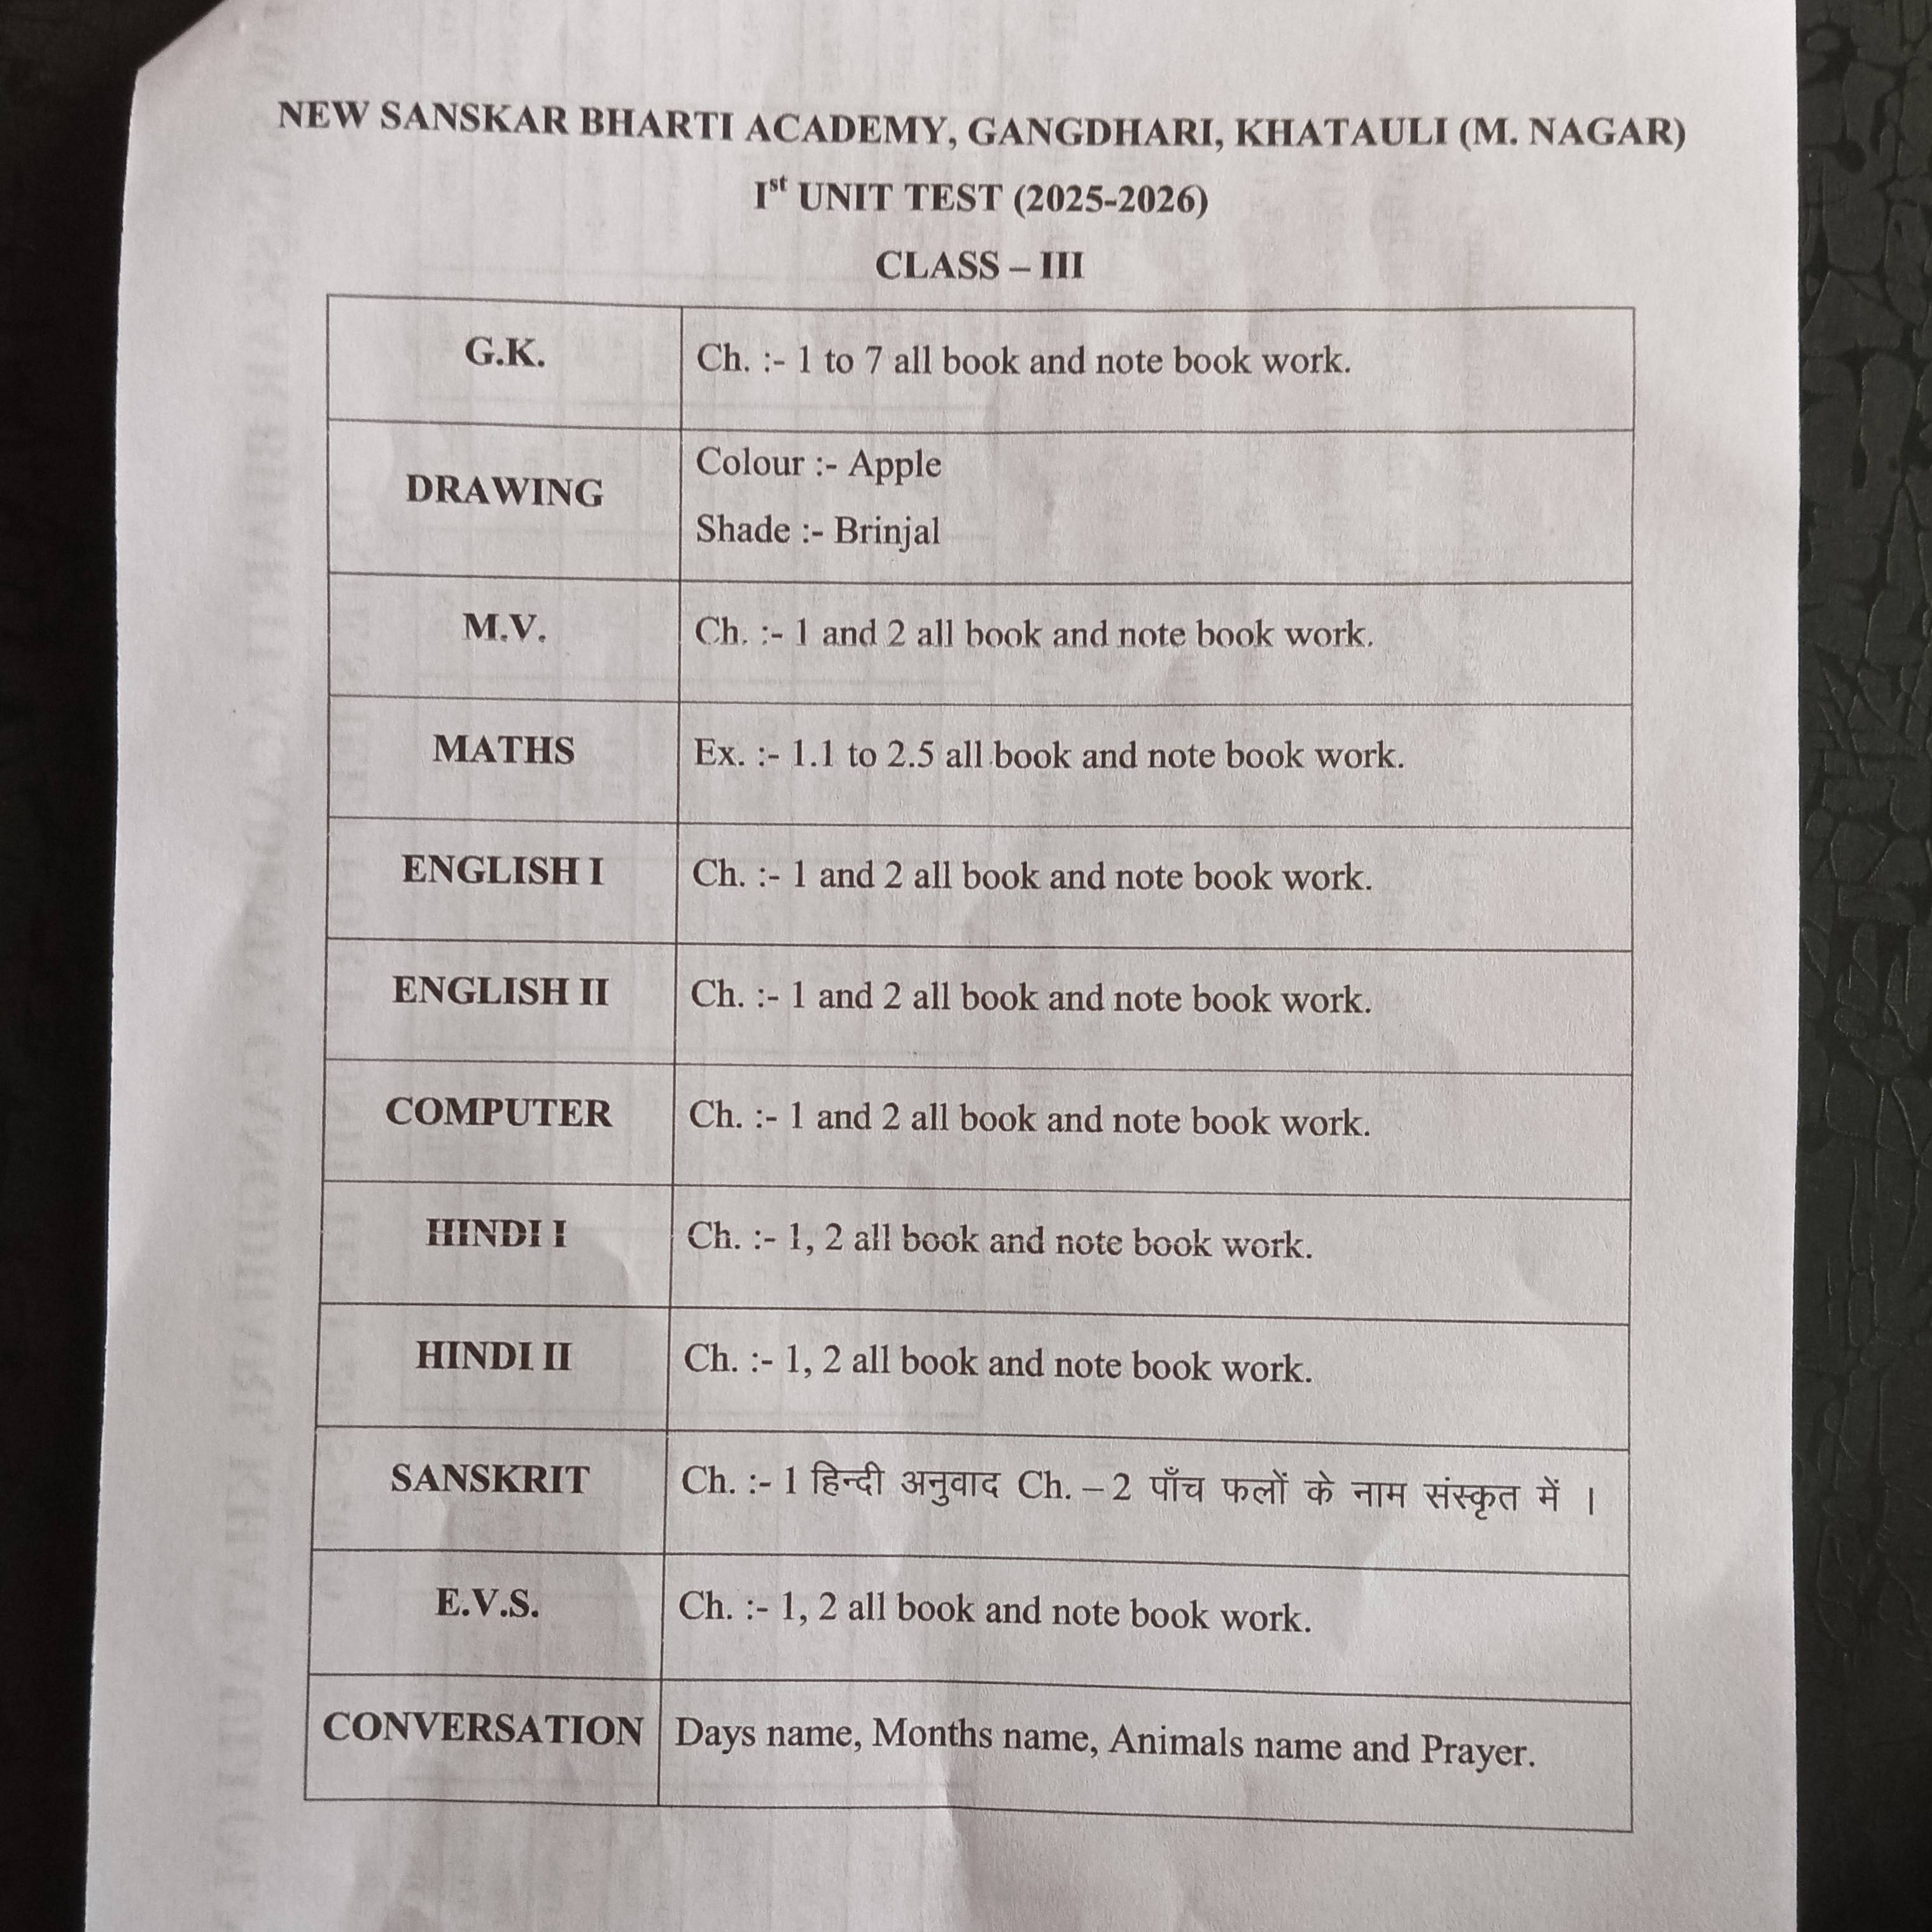 NEW SANSKAR BHARTI ACADEMY, GANGDHARI, KHATAULI (M. NAGAR)
Ist UNIT TEST (2025-2026)
CLASS – III
G.K. Ch. :- 1 to 7 all book and note book work.
DRAWING Colour :- Apple
Shade :- Brinjal
M.V. Ch. :- 1 and 2 all book and note book work.
MATHS Ex. :- 1.1 to 2.5 all book and note book work.
ENGLISH I Ch. :- 1 and 2 all book and note book work.
ENGLISH II Ch. :- 1 and 2 all book and note book work.
COMPUTER Ch. :- 1 and 2 all book and note book work.
HINDI I Ch. :- 1, 2 all book and note book work.
HINDI II Ch. :- 1, 2 all book and note book work.
SANSKRIT Ch. :- 1 हिन्दी अनुवाद Ch. – 2 पाँच फलों के नाम संस्कृत में ।
E.V.S. Ch. :- 1, 2 all book and note book work.
CONVERSATION Days name, Months name, Animals name and Prayer.